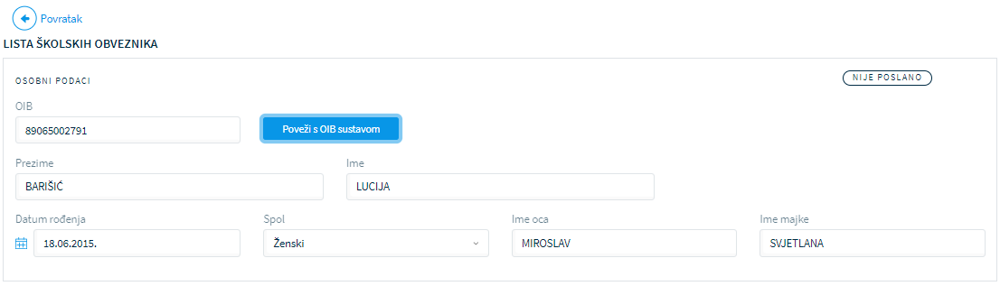 Povratak
LISTA ŠKOLSKIH OBVEZNIKA
OSOBNI PODACI
NIJE POSLANO
OIB
89065002791
Poveži s OIB sustavom
Prezime
Ime
BARIŠIĆ
LUCIJA
Datum rođenja
Spol
Ime oca
Ime majke
18.06.2015.
Ženski
MIROSLAV
SVJETLANA